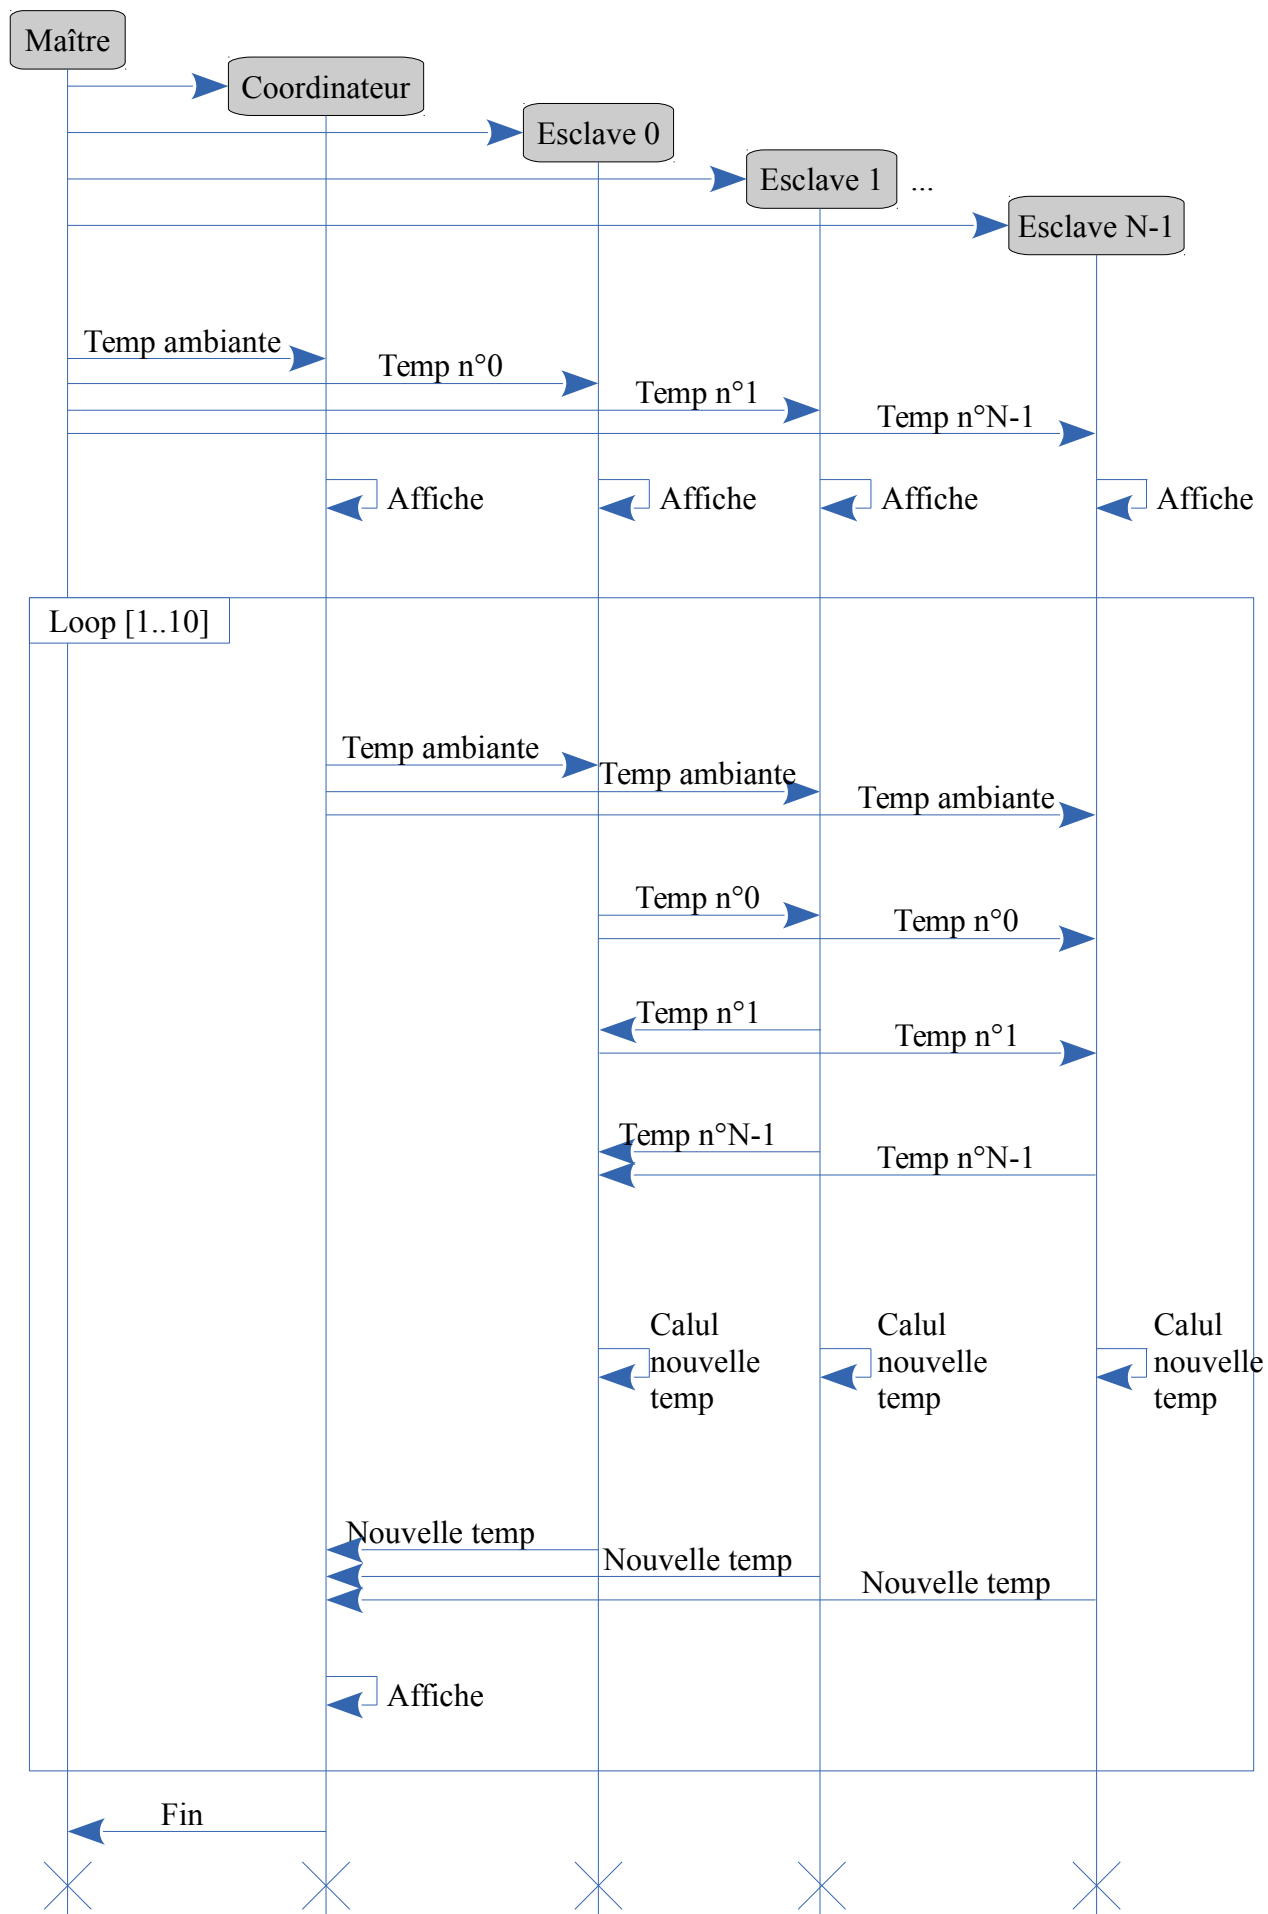 Maître
Coordinateur
Esclave 0
Esclave 1 ...
Esclave N-1
Temp ambiante
Temp n°0
Temp n°1
Temp n°N-1
Affiche
Affiche
Affiche
Affiche
Loop [1..10]
Temp ambiante
Temp ambiante
Temp ambiante
Temp n°0
Temp n°0
Temp n°1
Temp n°1
Temp n°N-1
Temp n°N-1
Calul
nouvelle
temp
Calul
nouvelle
temp
Calul
nouvelle
temp
Nouvelle temp
Nouvelle temp
Nouvelle temp
Affiche
Fin